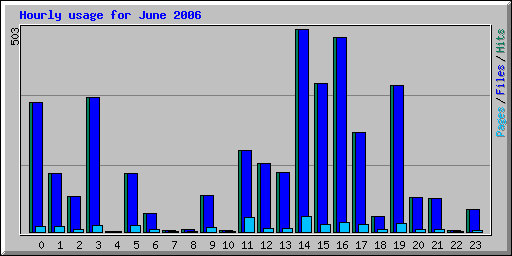 Hourly usage for June 2006
503
Pages / Files / Hits
0 1 2 3 4 5 6 7 8 9 10 11 12 13 14 15 16 17 18 19 20 21 22 23